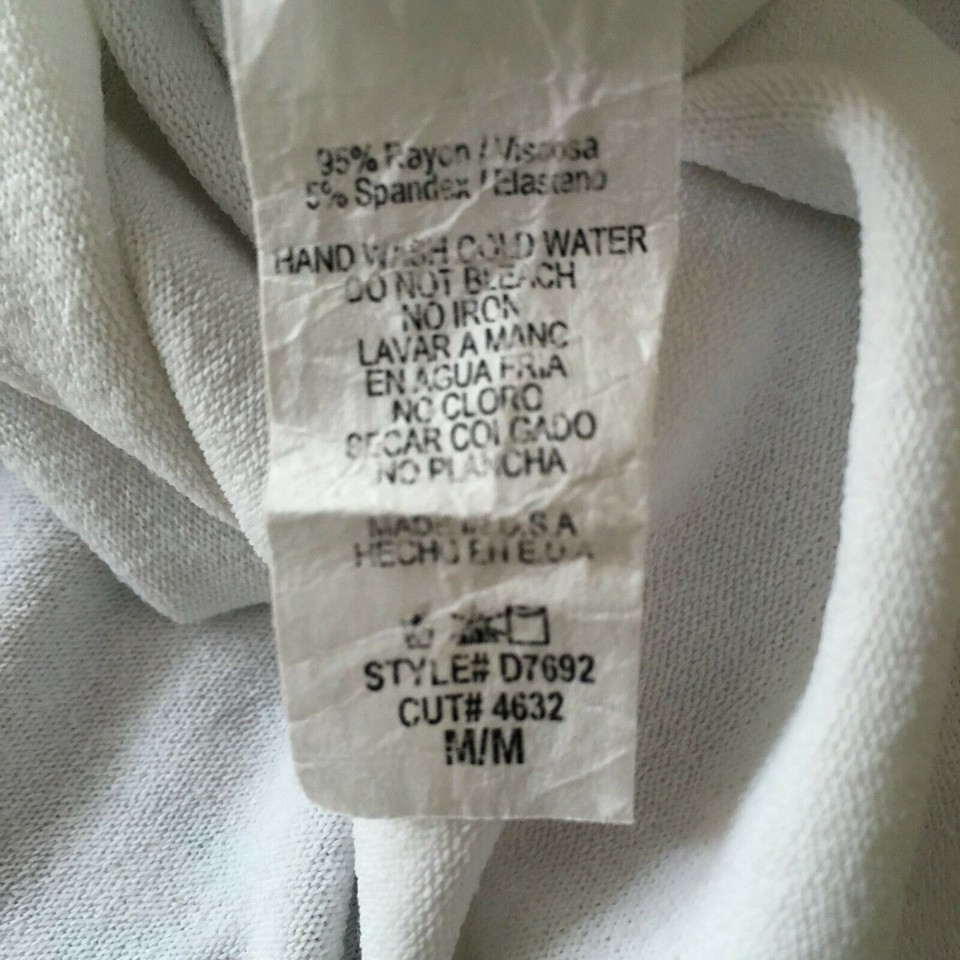 95% Rayon / Viscosa
5% Spandex / Elastano
HAND WASH COLD WATER
DO NOT BLEACH
NO IRON
LAVAR A MANO
EN AGUA FRIA
NO CLORO
SECAR COLGADO
NO PLANCHA
MADE IN U.S.A
HECHO EN E.U.A
STYLE# D7692
CUT# 4632
M/M